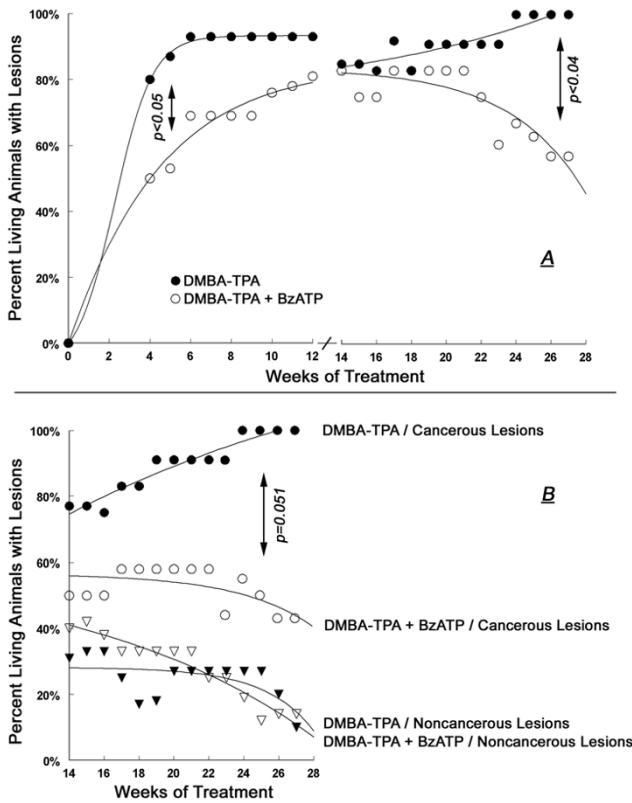 Percent Living Animals with Lesions
100%
80%
60%
40%
20%
0%
p<0.05
p<0.04
A
DMBA-TPA
DMBA-TPA + BzATP
0 2 4 6 8 10 12 14 16 18 20 22 24 26 28
Weeks of Treatment
Percent Living Animals with Lesions
100%
80%
60%
40%
20%
0%
DMBA-TPA / Cancerous Lesions
B
p=0.051
DMBA-TPA + BzATP / Cancerous Lesions
DMBA-TPA / Noncancerous Lesions
DMBA-TPA + BzATP / Noncancerous Lesions
14 16 18 20 22 24 26 28
Weeks of Treatment